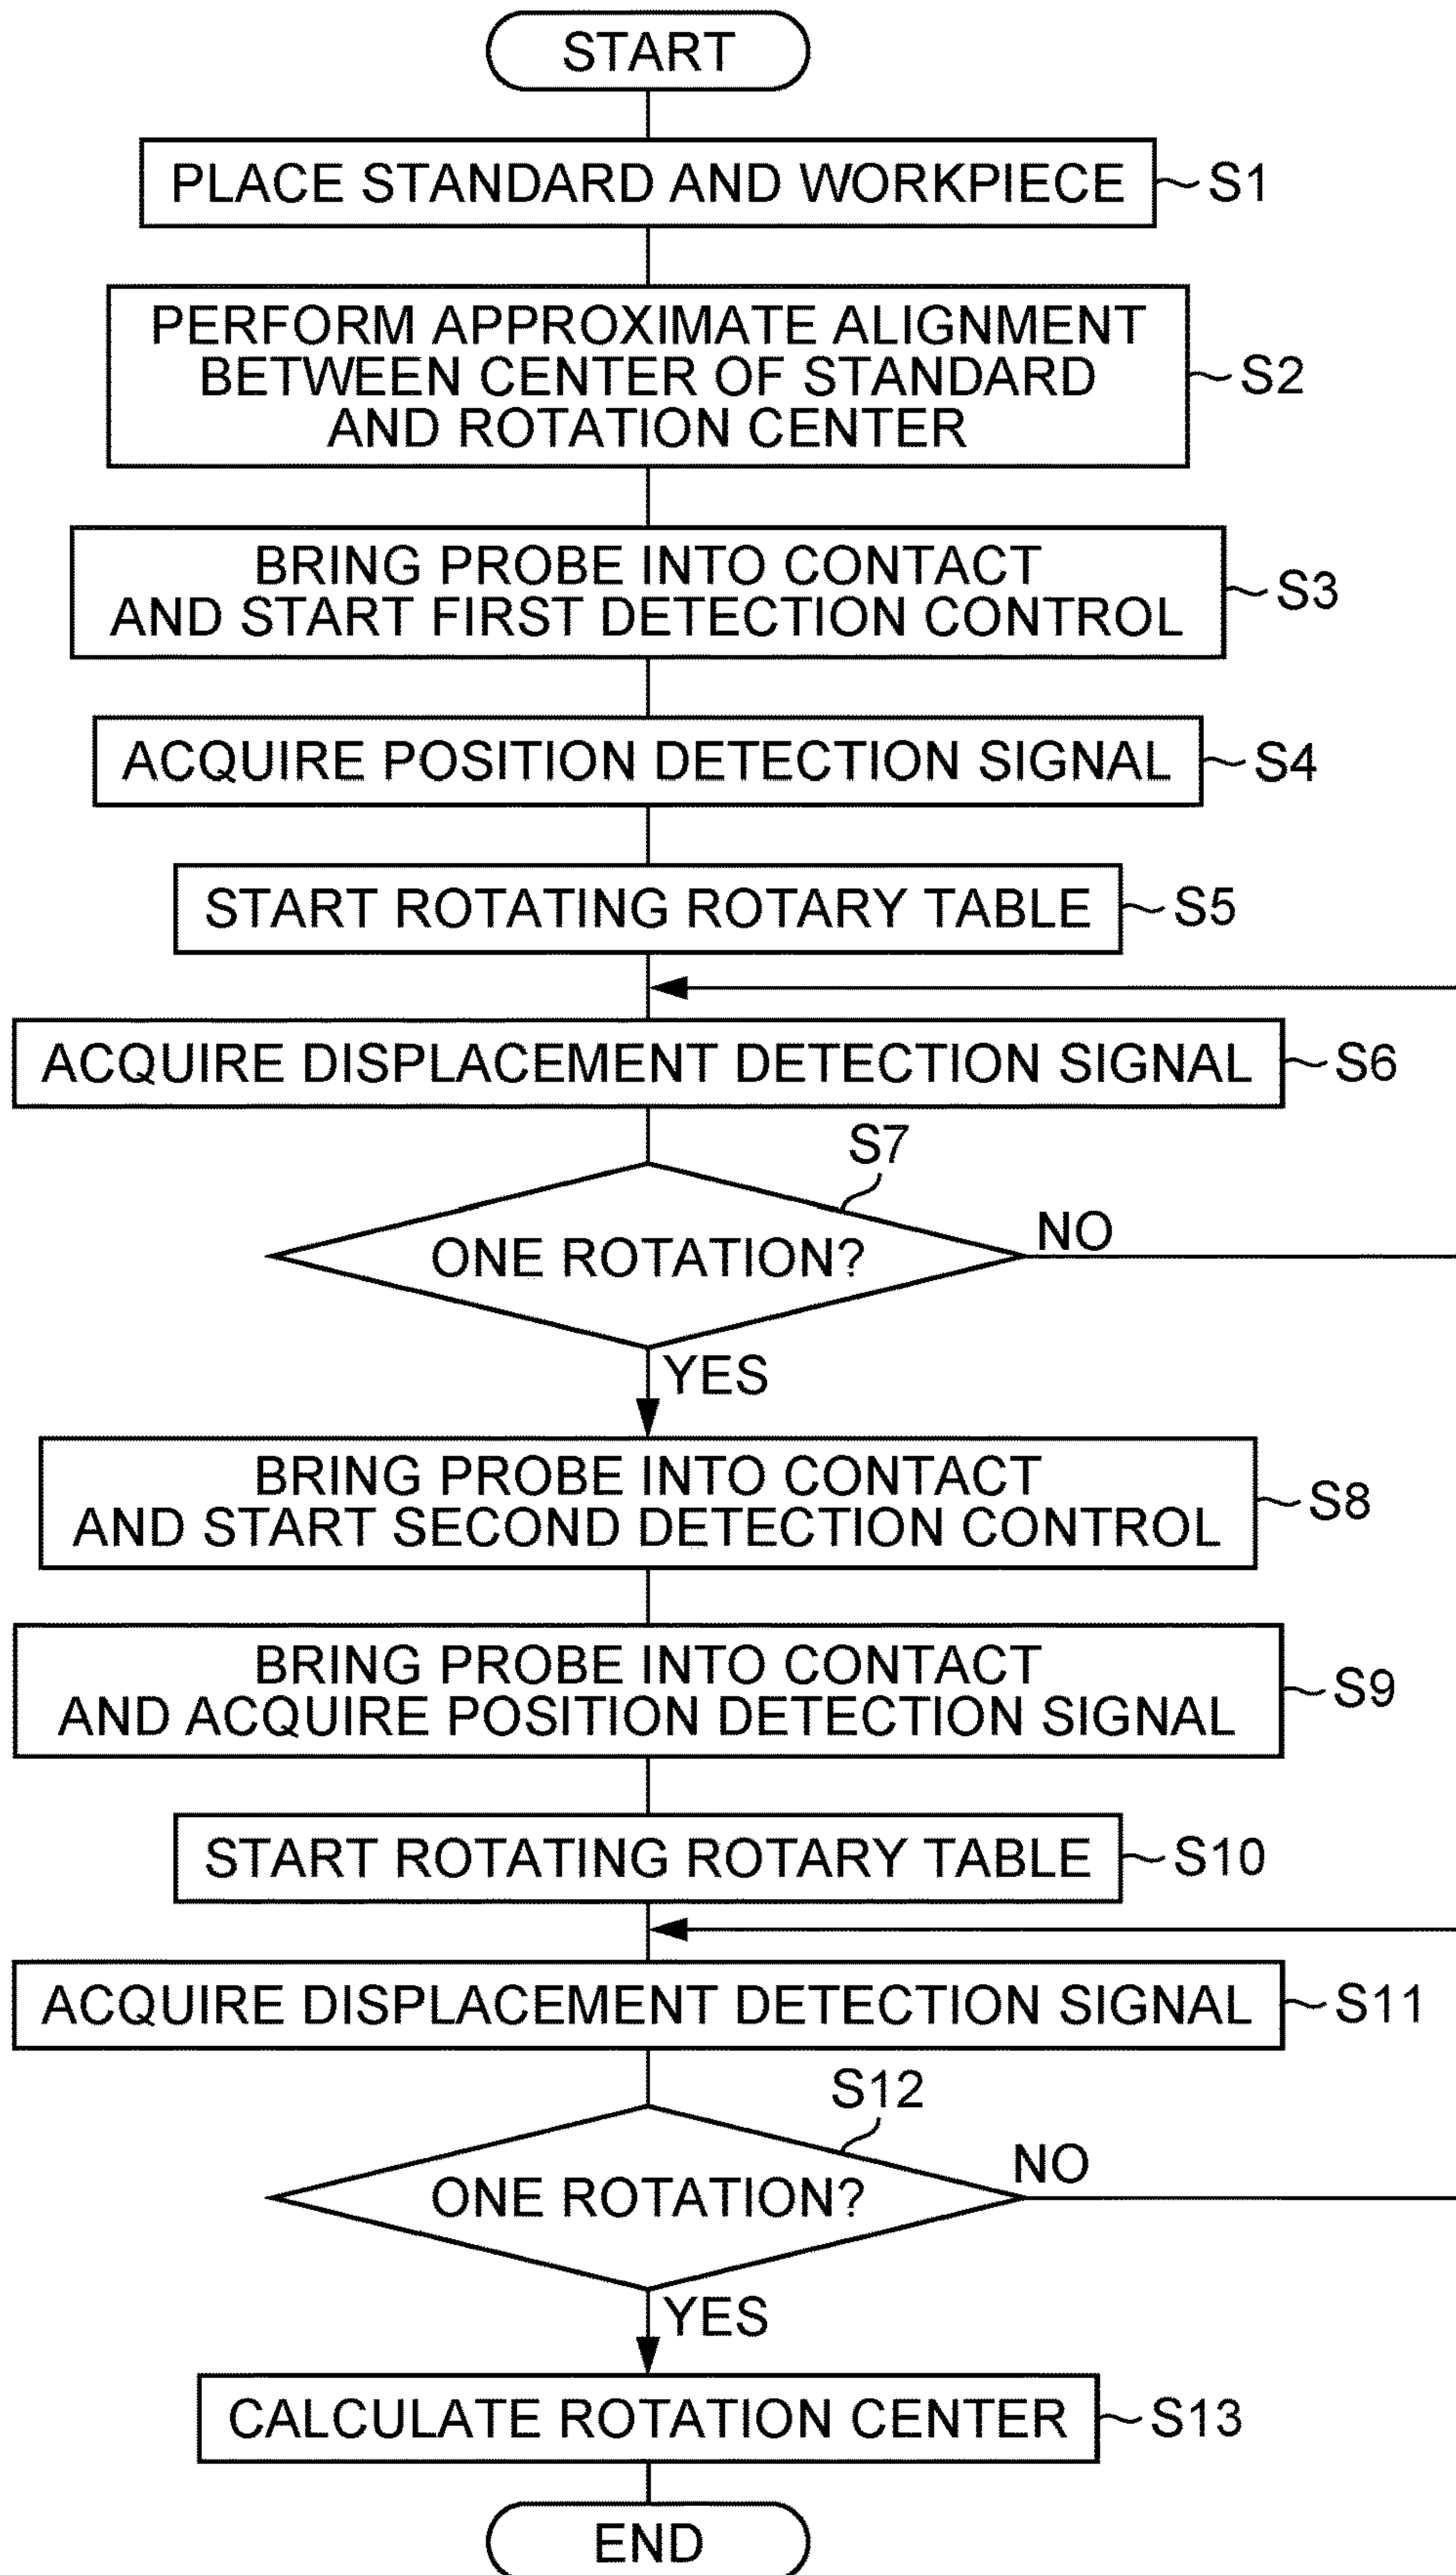 START
PLACE STANDARD AND WORKPIECE
S1
PERFORM APPROXIMATE ALIGNMENT
BETWEEN CENTER OF STANDARD
AND ROTATION CENTER
S2
BRING PROBE INTO CONTACT
AND START FIRST DETECTION CONTROL
S3
ACQUIRE POSITION DETECTION SIGNAL
S4
START ROTATING ROTARY TABLE
S5
ACQUIRE DISPLACEMENT DETECTION SIGNAL
S6
S7
ONE ROTATION?
NO
YES
BRING PROBE INTO CONTACT
AND START SECOND DETECTION CONTROL
S8
BRING PROBE INTO CONTACT
AND ACQUIRE POSITION DETECTION SIGNAL
S9
START ROTATING ROTARY TABLE
S10
ACQUIRE DISPLACEMENT DETECTION SIGNAL
S11
S12
ONE ROTATION?
NO
YES
CALCULATE ROTATION CENTER
S13
END